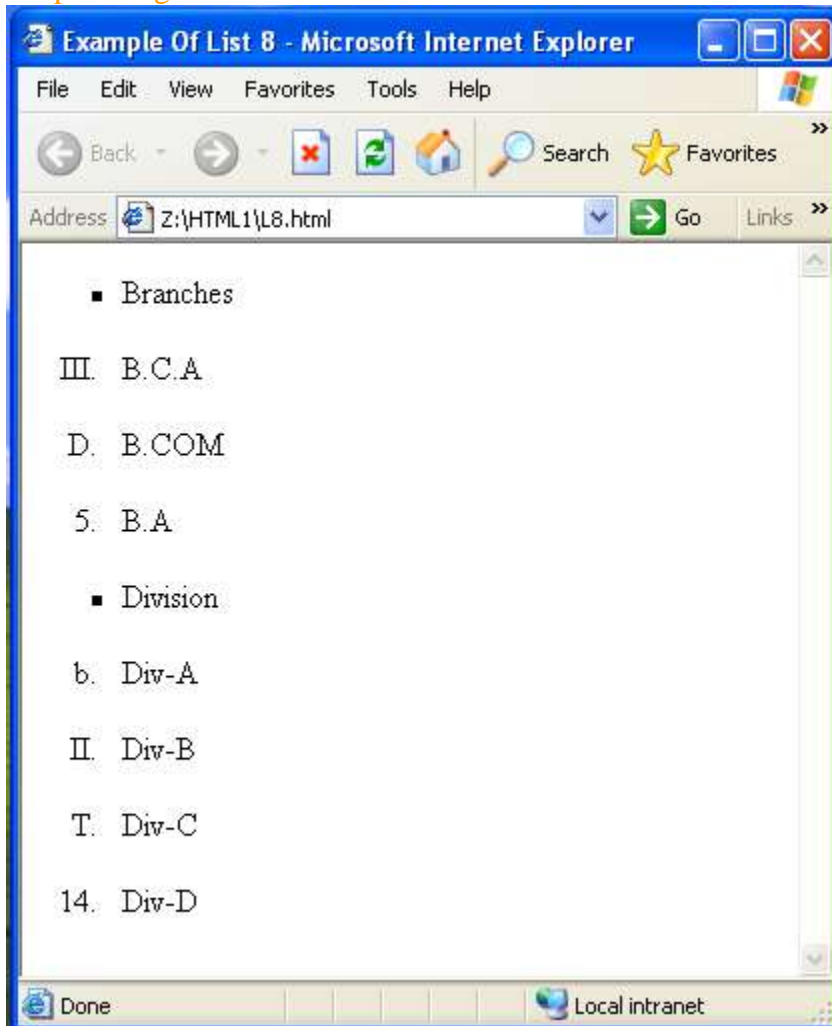 Example Of List 8 - Microsoft Internet Explorer
File Edit View Favorites Tools Help
Back Search Favorites »
Address Z:\HTML1\L8.html Go Links »
▪ Branches
III. B.C.A
D. B.COM
5. B.A
▪ Division
b. Div-A
II. Div-B
T. Div-C
14. Div-D
Done Local intranet